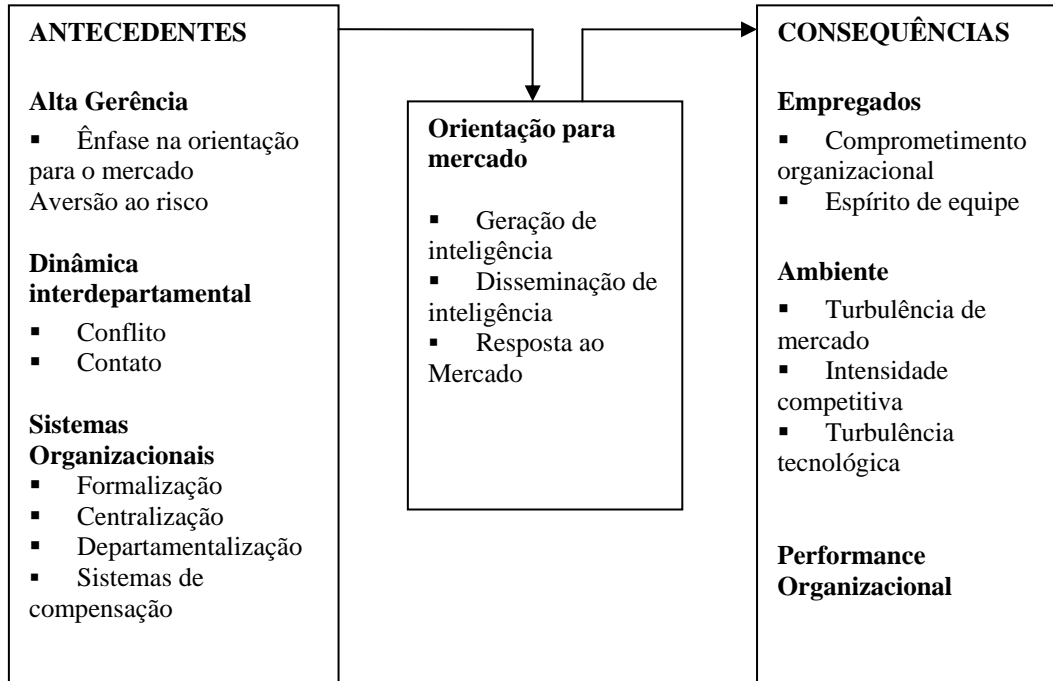 ANTECEDENTES
Alta Gerência
▪ Ênfase na orientação
para o mercado
Aversão ao risco
Dinâmica
interdepartamental
▪ Conflito
▪ Contato
Sistemas
Organizacionais
▪ Formalização
▪ Centralização
▪ Departamentalização
▪ Sistemas de
compensação
Orientação para
mercado
▪ Geração de
inteligência
▪ Disseminação de
inteligência
▪ Resposta ao
Mercado
CONSEQUÊNCIAS
Empregados
▪ Comprometimento
organizacional
▪ Espírito de equipe
Ambiente
▪ Turbulência de
mercado
▪ Intensidade
competitiva
▪ Turbulência
tecnológica
Performance
Organizacional